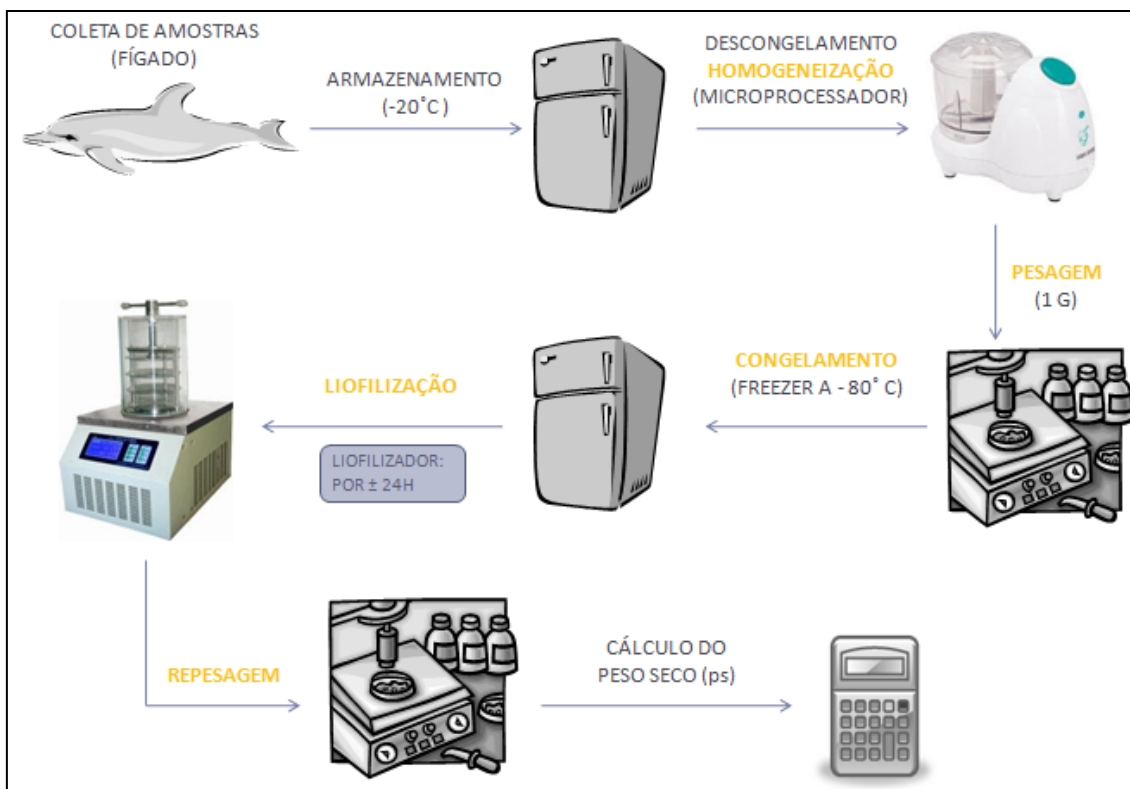 COLETA DE AMOSTRAS
(FÍGADO)
ARMAZENAMENTO
(-20˚C )
DESCONGELAMENTO
HOMOGENEIZAÇÃO
(MICROPROCESSADOR)
PESAGEM
(1 G)
CONGELAMENTO
(FREEZER A - 80˚ C)
LIOFILIZAÇÃO
LIOFILIZADOR:
POR ± 24H
REPESAGEM
CÁLCULO DO
PESO SECO (ps)